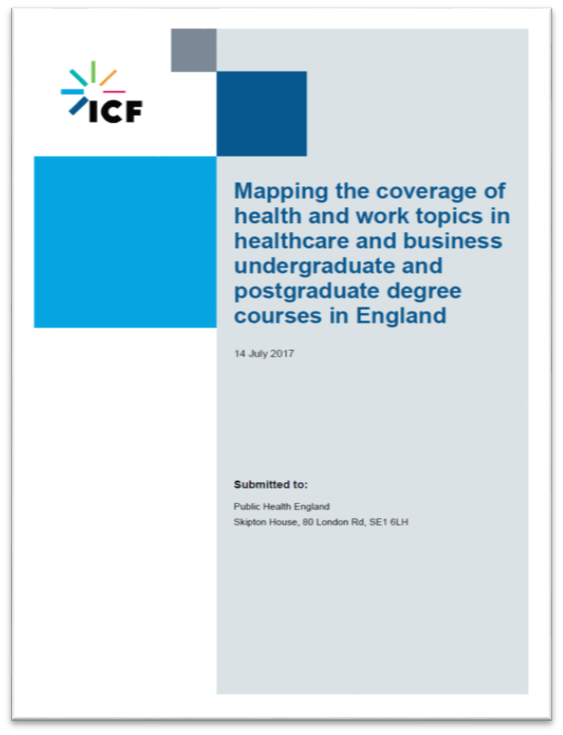 ICF
Mapping the coverage of
health and work topics in
healthcare and business
undergraduate and
postgraduate degree
courses in England
14 July 2017
Submitted to:
Public Health England
Skipton House, 80 London Rd, SE1 6LH